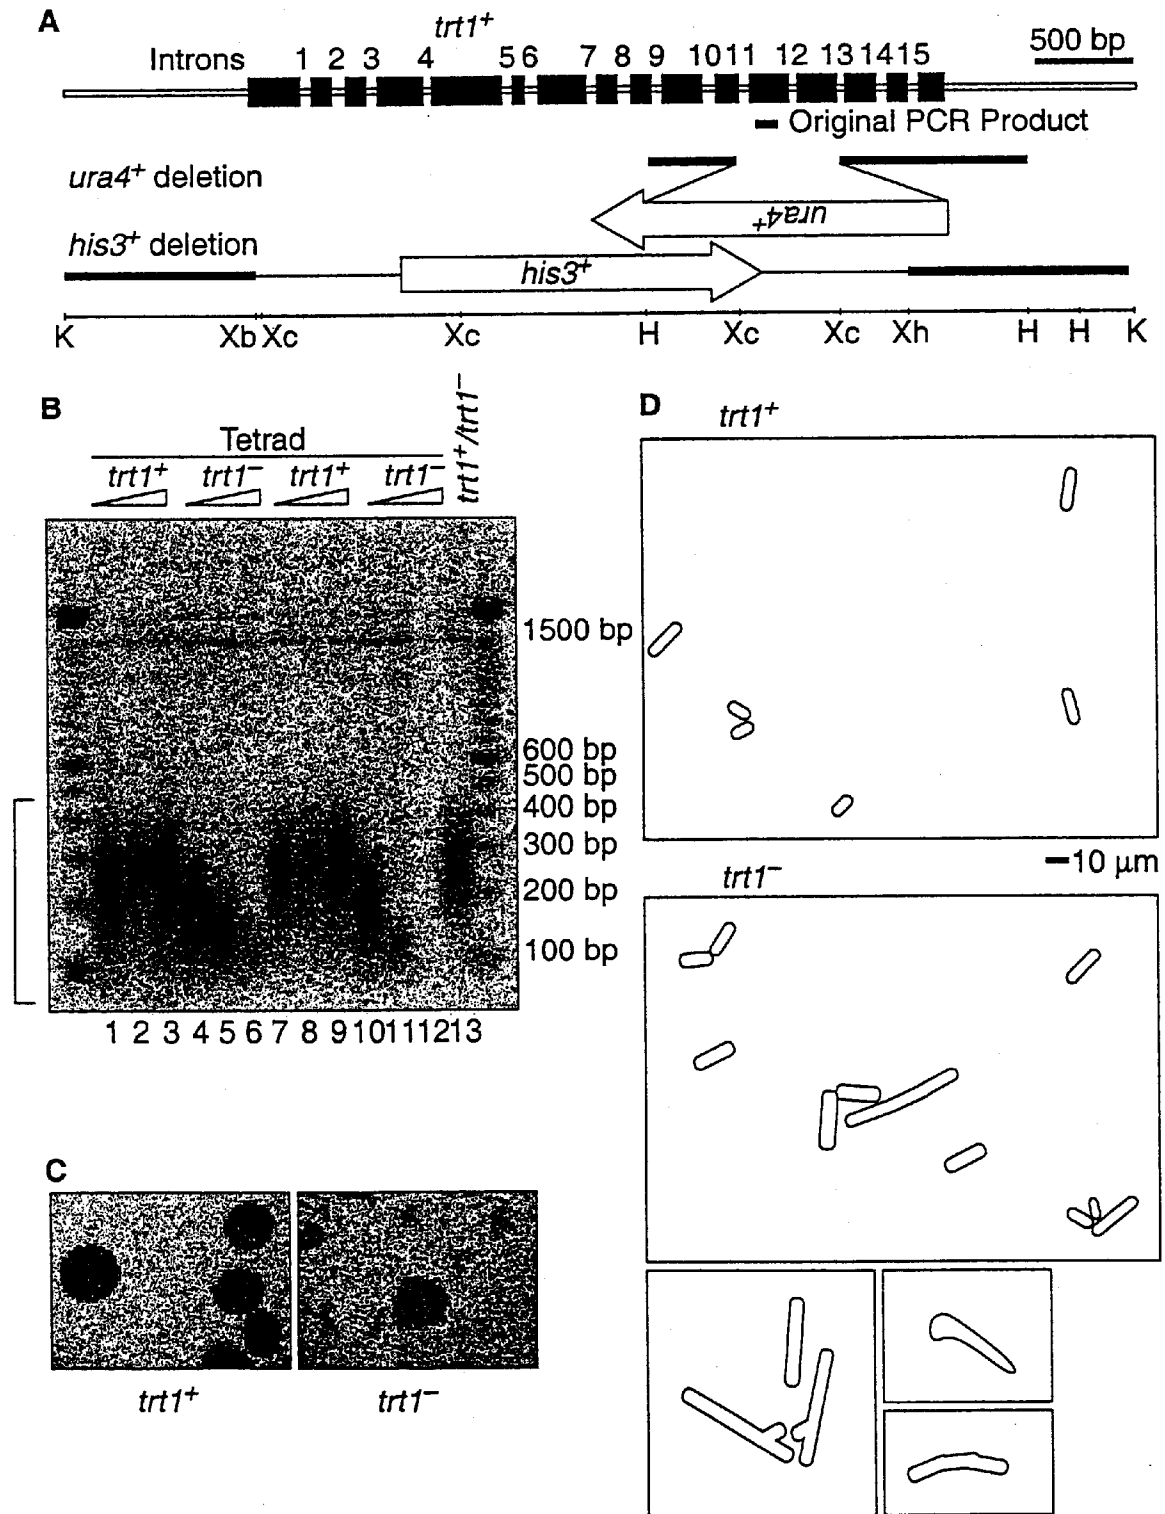 A
trt1+
Introns 1 2 3 4 5 6 7 8 9 10 11 12 13 14 15
500 bp
Original PCR Product
ura4+ deletion
ura4+
his3+ deletion
his3+
K Xb Xc Xc H Xc Xc Xh H H K
B
Tetrad
trt1+ trt1− trt1+ trt1− trt1+/trt1−
1500 bp
600 bp
500 bp
400 bp
300 bp
200 bp
100 bp
1 2 3 4 5 6 7 8 9 10 11 12 13
C
trt1+ trt1−
D
trt1+
10 µm
trt1−